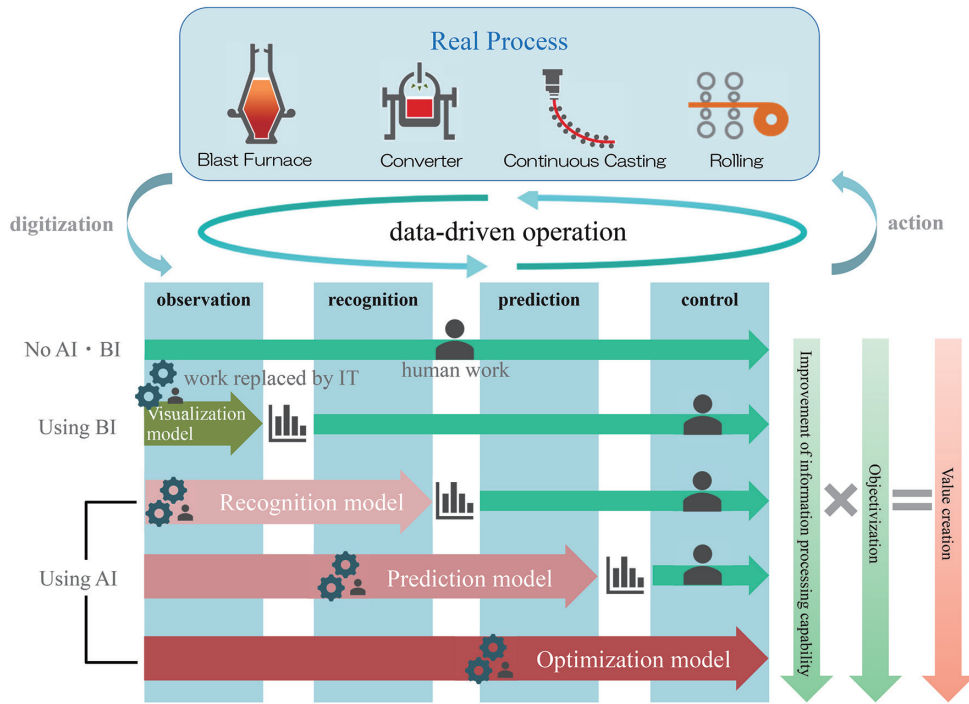 Real Process
Blast Furnace
Converter
Continuous Casting
Rolling
digitization
data-driven operation
action
observation
recognition
prediction
control
No AI・BI
work replaced by IT
human work
Using BI
Visualization
model
Recognition model
Using AI
Prediction model
Optimization model
Improvement of information processing capability
Objectivization
Value creation